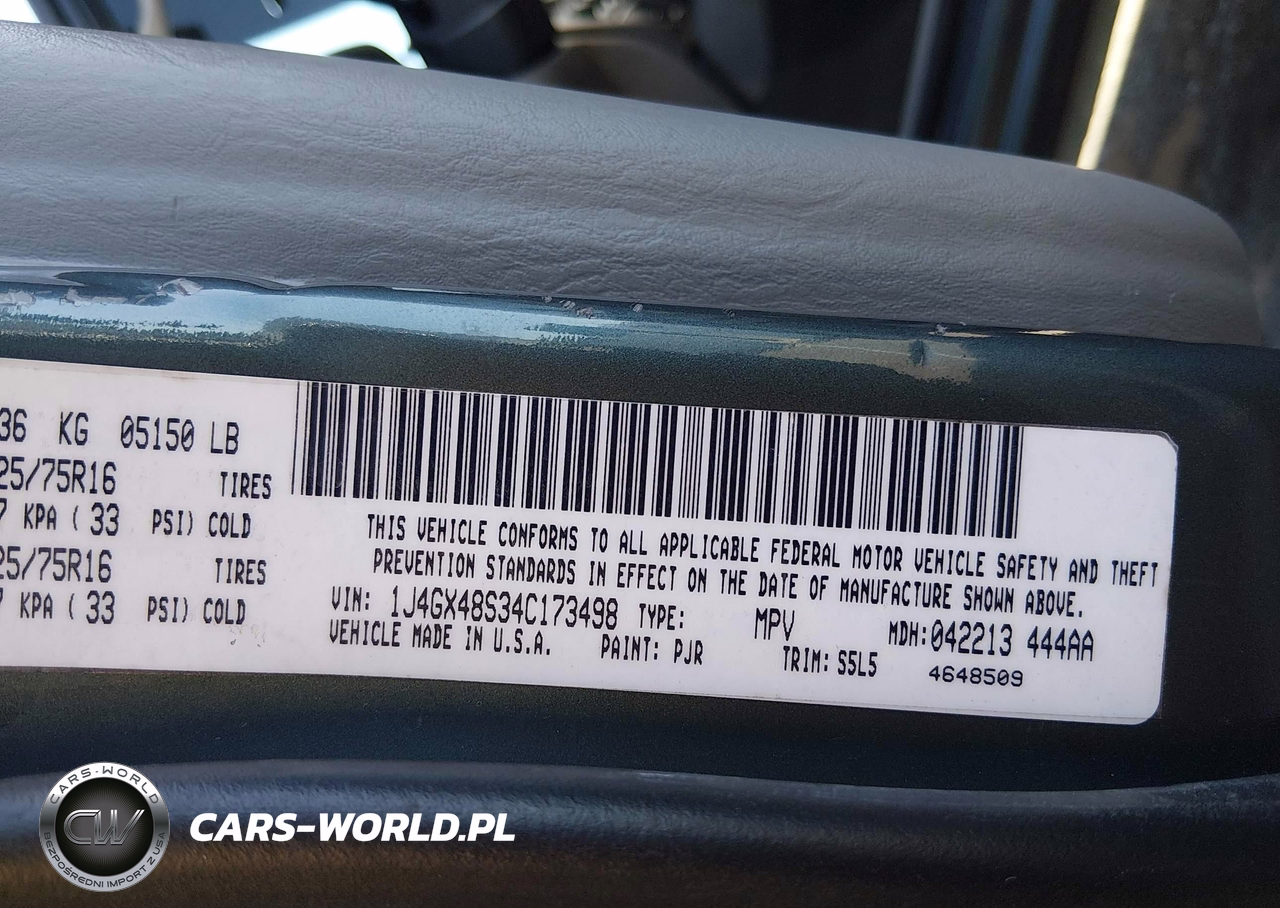 36 KG 05150 LB
25/75R16 TIRES
7 KPA ( 33 PSI) COLD
25/75R16 TIRES
7 KPA ( 33 PSI) COLD
THIS VEHICLE CONFORMS TO ALL APPLICABLE FEDERAL MOTOR VEHICLE SAFETY AND THEFT
PREVENTION STANDARDS IN EFFECT ON THE DATE OF MANUFACTURE SHOWN ABOVE.
VIN: 1J4GX48S34C173498 TYPE: MPV MDH:042213 444AA
VEHICLE MADE IN U.S.A. PAINT: PJR TRIM: S5L5 4648509
CARS-WORLD
CW
BEZPOŚREDNI IMPORT Z USA
CARS-WORLD.PL